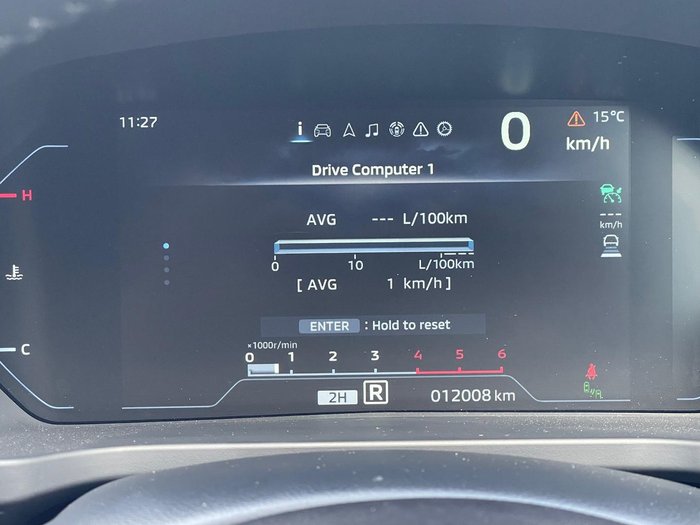 11:27
0
15°C
km/h
Drive Computer 1
H
AVG --- L/100km
---
km/h
0 10 L/100km
[ AVG 1 km/h ]
ENTER : Hold to reset
C
×1000r/min
0 1 2 3 4 5 6
2H R 012008 km